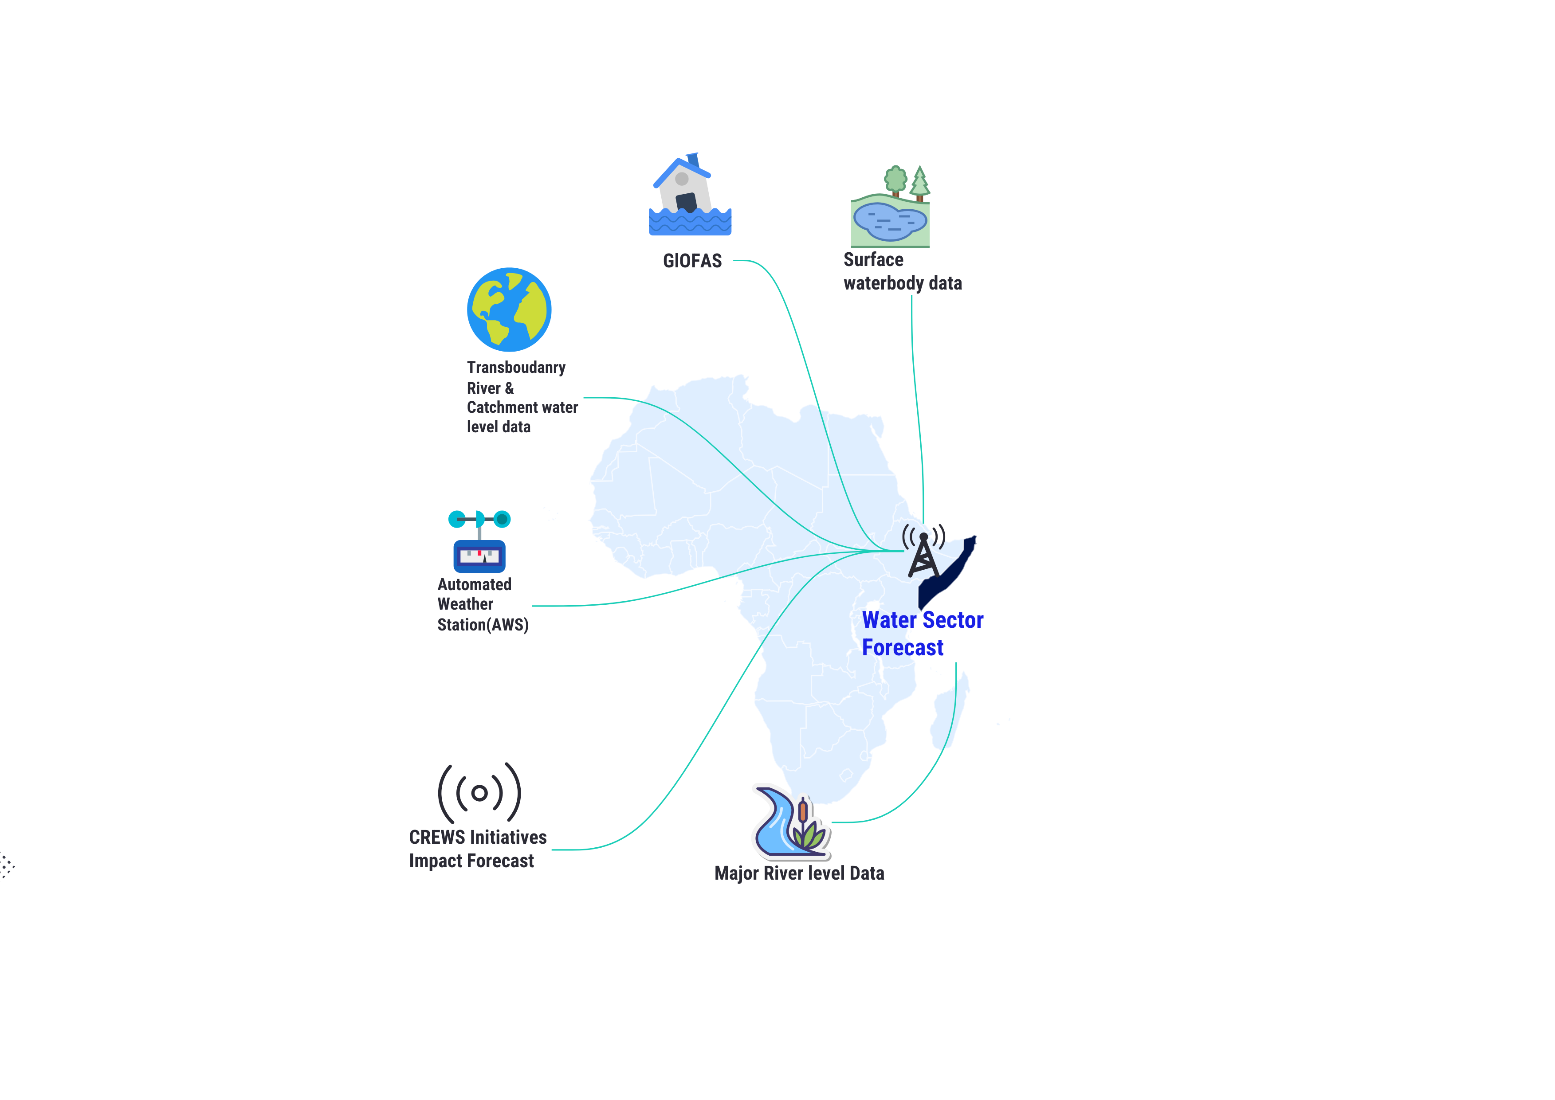 GIOFAS
Surface
waterbody data
Transboudanry
River &
Catchment water
level data
Automated
Weather
Station(AWS)
Water Sector
Forecast
CREWS Initiatives
Impact Forecast
Major River level Data